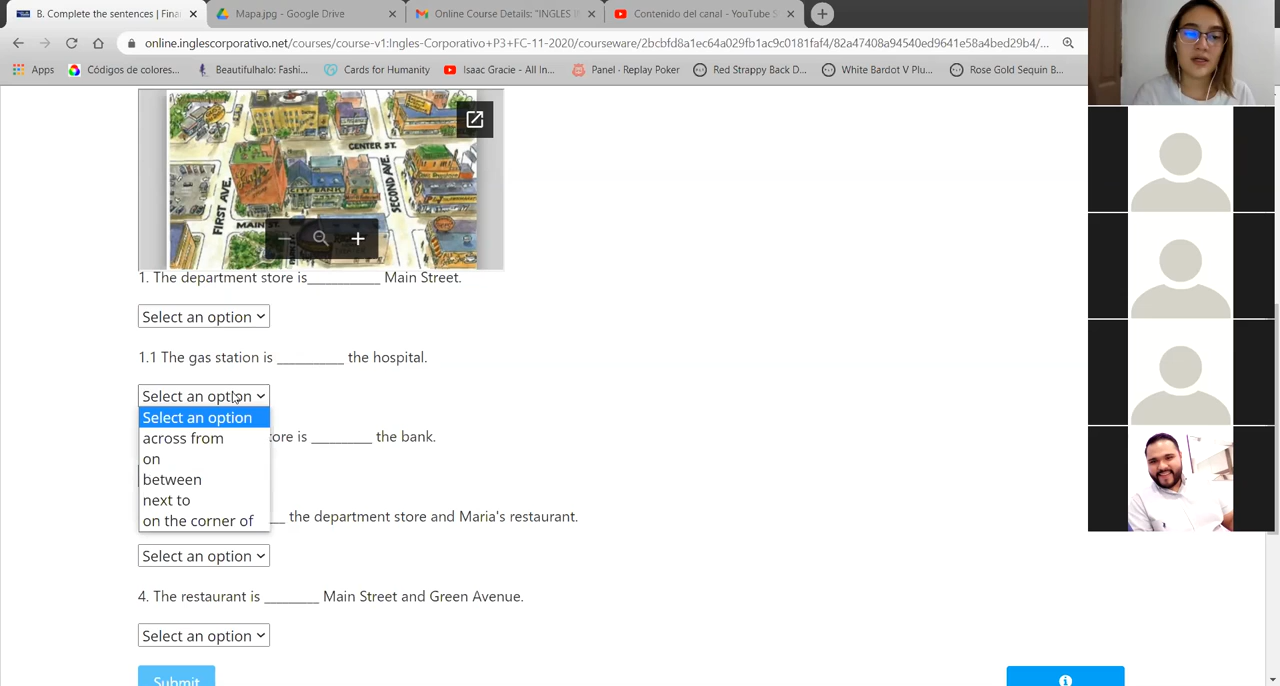 B. Complete the sentences | Fina
Mapa.jpg - Google Drive
Online Course Details: "INGLES I
Contenido del canal - YouTube S
online.inglescorporativo.net/courses/course-v1:Ingles-Corporativo+P3+FC-11-2020/courseware/2bcbfd8a1ec64a029fb1ac9c0181faf4/82a47408a94540ed9641e58a4bed29b4/...
Apps
Códigos de colores...
Beautifulhalo: Fashi...
Cards for Humanity
Isaac Gracie - All In...
Panel · Replay Poker
Red Strappy Back D...
White Bardot V Plu...
Rose Gold Sequin B...
CENTER ST.
CITY BANK
FIRST AVE.
SECOND AVE.
MAIN ST.
1. The department store is___________ Main Street.
Select an option
1.1 The gas station is __________ the hospital.
Select an option
Select an option
across from
on
between
next to
on the corner of
ore is _________ the bank.
__ the department store and Maria's restaurant.
Select an option
4. The restaurant is ________ Main Street and Green Avenue.
Select an option
Submit